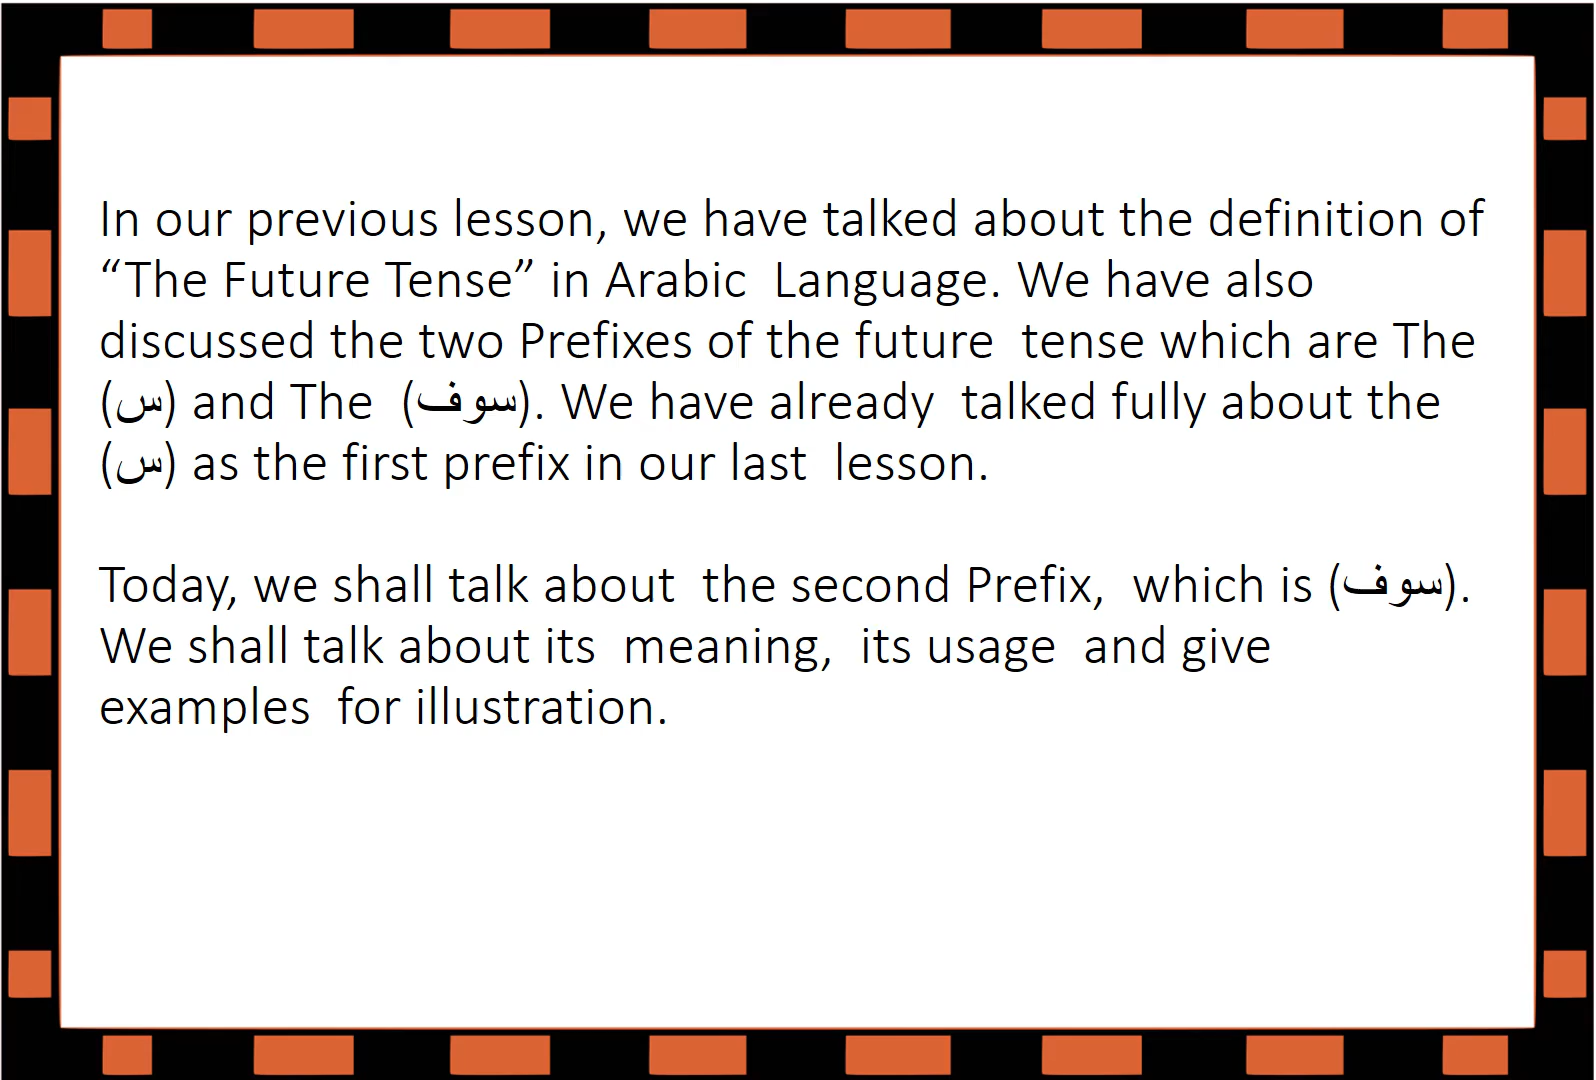 In our previous lesson, we have talked about the definition of
“The Future Tense” in Arabic Language. We have also
discussed the two Prefixes of the future tense which are The
(س) and The (سوف). We have already talked fully about the
(س) as the first prefix in our last lesson.
Today, we shall talk about the second Prefix, which is (سوف).
We shall talk about its meaning, its usage and give
examples for illustration.